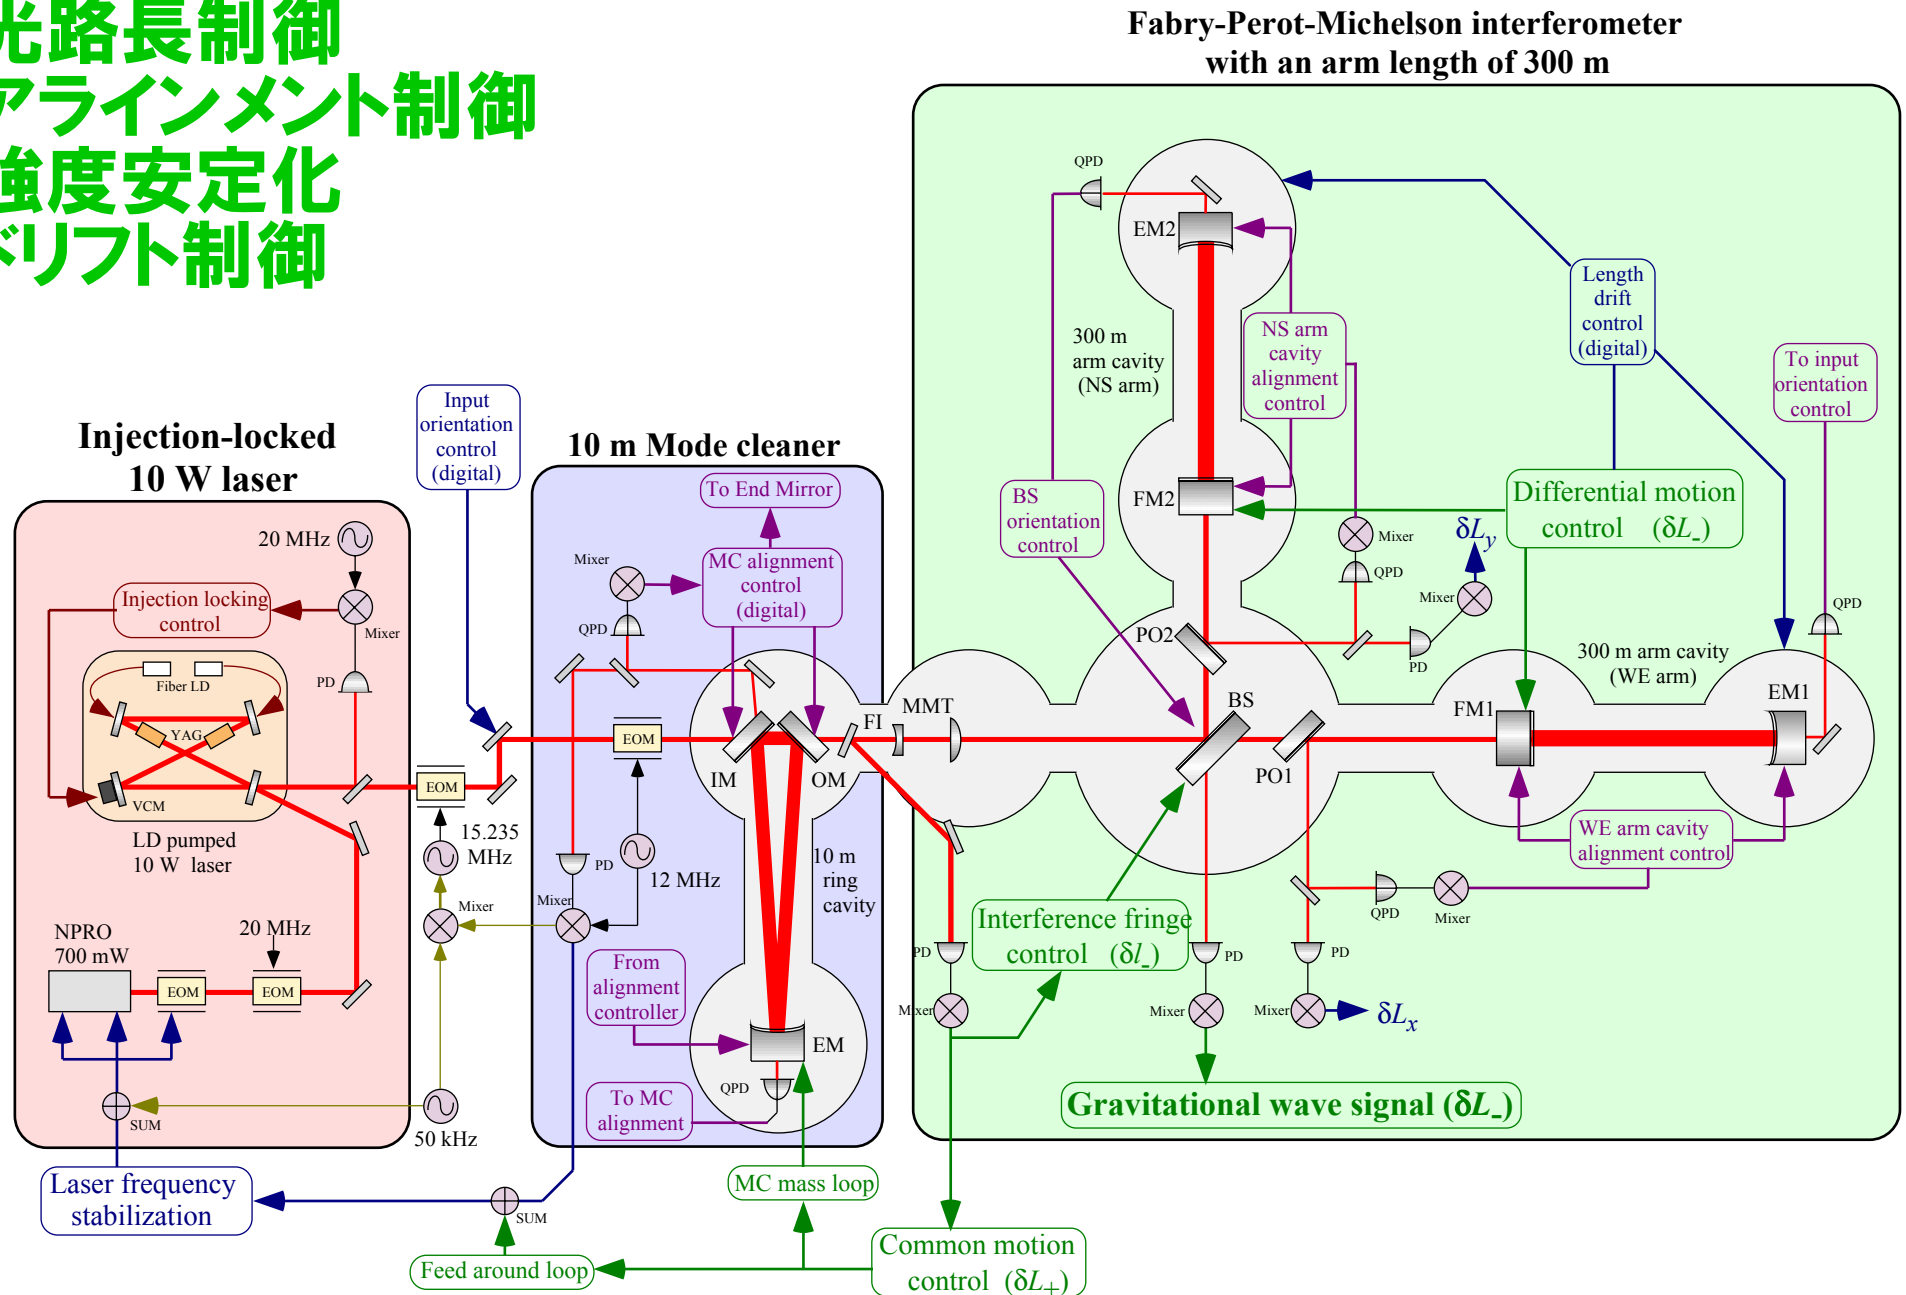 光路長制御
アラインメント制御
強度安定化
ドリフト制御
Fabry-Perot-Michelson interferometer
with an arm length of 300 m
Injection-locked
10 W laser
20 MHz
Injection locking
control
Mixer
PD
Fiber LD
YAG
VCM
LD pumped
10 W laser
NPRO
700 mW
EOM
EOM
20 MHz
SUM
50 kHz
Laser frequency
stabilization
Input
orientation
control
(digital)
EOM
15.235
MHz
Mixer
10 m Mode cleaner
To End Mirror
MC alignment
control
(digital)
Mixer
QPD
EOM
IM
OM
PD
12 MHz
Mixer
10 m
ring
cavity
From
alignment
controller
EM
QPD
To MC
alignment
MC mass loop
SUM
Feed around loop
Common motion
control (δL+)
FI
MMT
PD
Mixer
Interference fringe
control (δl-)
QPD
EM2
300 m
arm cavity
(NS arm)
NS arm
cavity
alignment
control
Length
drift
control
(digital)
To input
orientation
control
BS
orientation
control
FM2
Differential motion
control (δL-)
Mixer
QPD
δLy
Mixer
PD
PO2
BS
PO1
FM1
300 m arm cavity
(WE arm)
EM1
QPD
WE arm cavity
alignment control
QPD
Mixer
PD
Mixer
PD
Mixer
δLx
Gravitational wave signal (δL-)